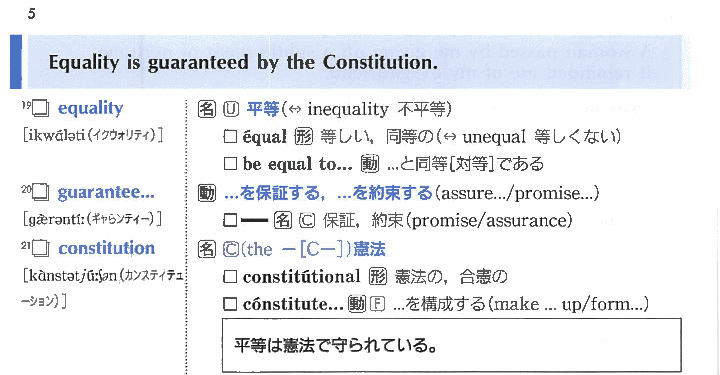 5
Equality is guaranteed by the Constitution.
19□ equality 名 Ⓤ 平等(⇔ inequality 不平等)
[ikwáləti(イクウォリティ)] □ équal 形 等しい, 同等の(⇔ unequal 等しくない)
□ be equal to... 動 ...と同等[対等]である
20□ guarantee... 動 ...を保証する, ...を約束する(assure.../promise...)
[gæ̀rəntíː(ギャランティー)] □━ 名 Ⓒ 保証, 約束(promise/assurance)
21□ constitution 名 Ⓒ(the ─[C─])憲法
[kànstətjúːʃən(カンスティテュ □ constitútional 形 憲法の, 合憲の
ーション)] □ cónstitute... 動 F ...を構成する(make ... up/form...)
平等は憲法で守られている。